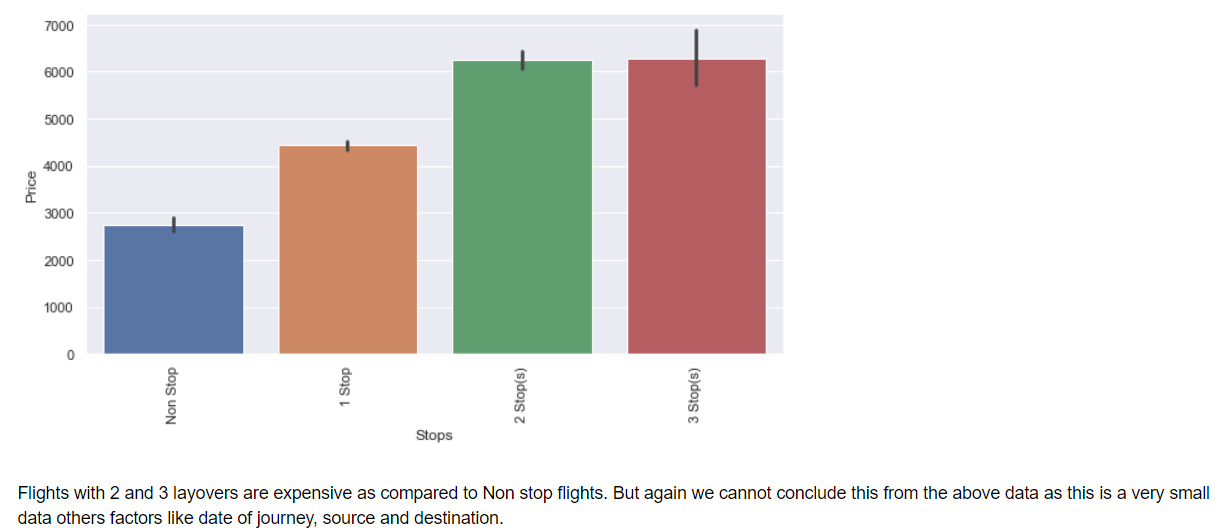 7000
6000
5000
4000
3000
2000
1000
0
Price
Non Stop
1 Stop
2 Stop(s)
3 Stop(s)
Stops
Flights with 2 and 3 layovers are expensive as compared to Non stop flights. But again we cannot conclude this from the above data as this is a very small
data others factors like date of journey, source and destination.